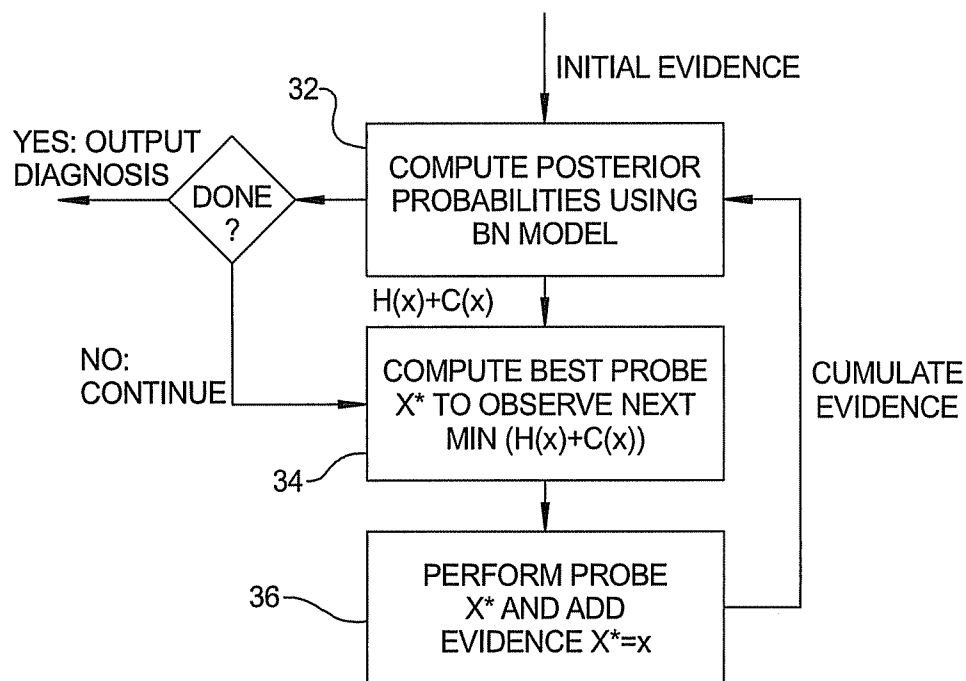 INITIAL EVIDENCE
32
YES: OUTPUT
DIAGNOSIS
DONE
?
COMPUTE POSTERIOR
PROBABILITIES USING
BN MODEL
H(x)+C(x)
NO:
CONTINUE
COMPUTE BEST PROBE
X* TO OBSERVE NEXT
MIN (H(x)+C(x))
CUMULATE
EVIDENCE
34
36
PERFORM PROBE
X* AND ADD
EVIDENCE X*=x